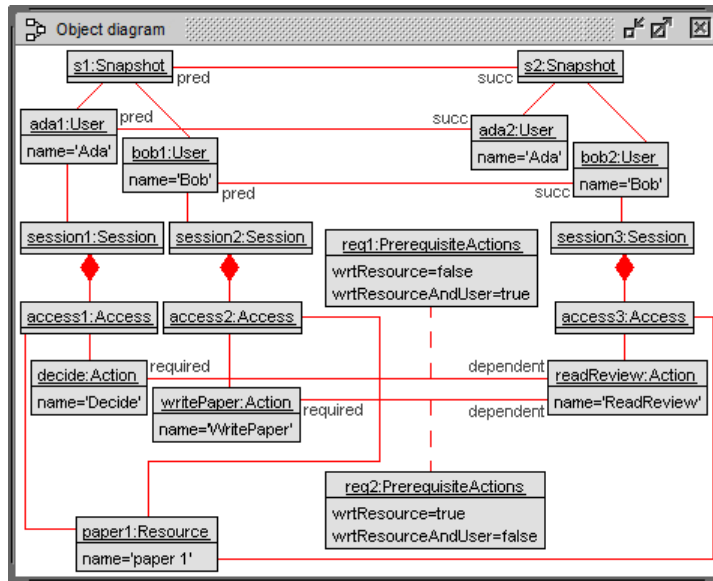 Object diagram
s1:Snapshot
s2:Snapshot
pred
succ
ada1:User
name='Ada'
pred
succ
ada2:User
name='Ada'
bob1:User
name='Bob'
bob2:User
name='Bob'
pred
succ
session1:Session
session2:Session
session3:Session
req1:PrerequisiteActions
wrtResource=false
wrtResourceAndUser=true
access1:Access
access2:Access
access3:Access
decide:Action
name='Decide'
required
dependent
readReview:Action
name='ReadReview'
writePaper:Action
name='WritePaper'
required
dependent
req2:PrerequisiteActions
wrtResource=true
wrtResourceAndUser=false
paper1:Resource
name='paper 1'